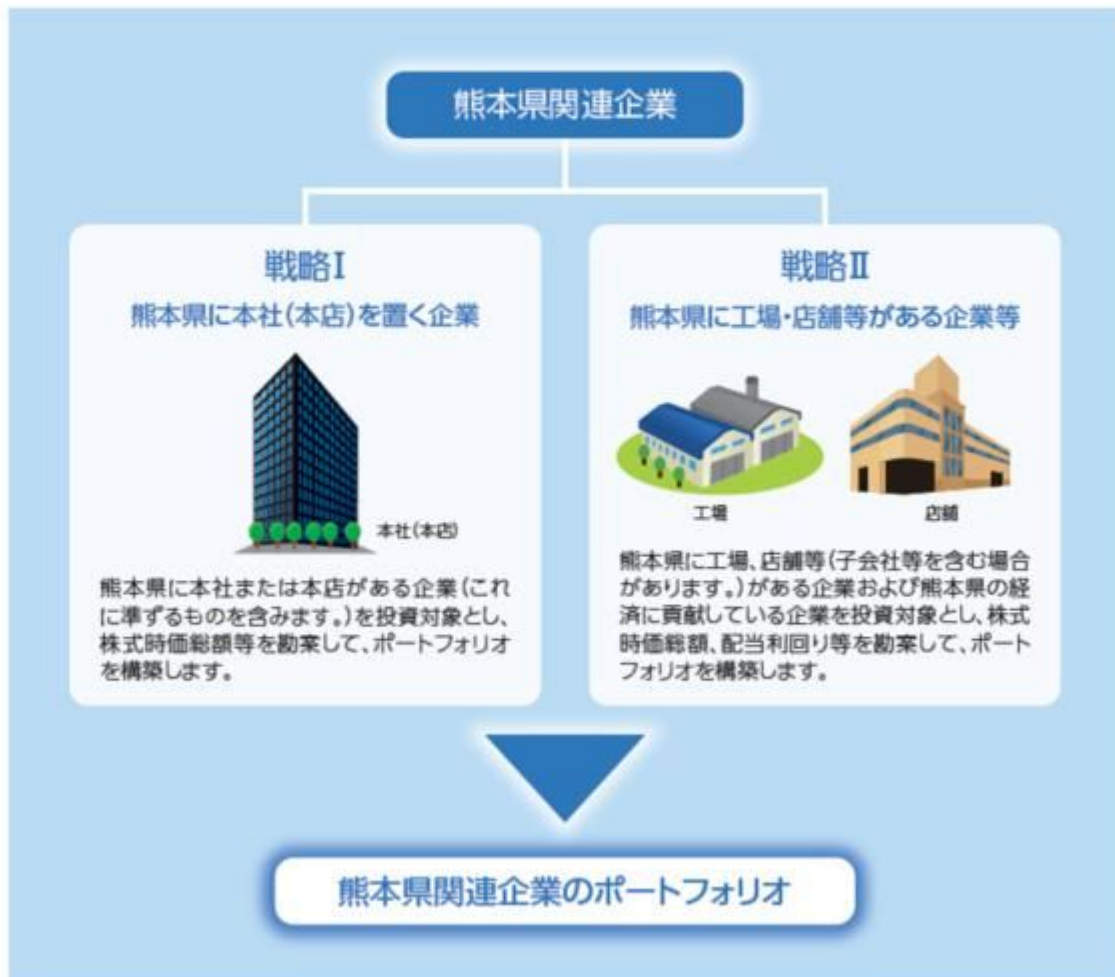 熊本県関連企業
戦略Ⅰ
熊本県に本社(本店)を置く企業
本社(本店)
熊本県に本社または本店がある企業(これ
に準ずるものを含みます。)を投資対象とし、
株式時価総額等を勘案して、ポートフォリオ
を構築します。
戦略Ⅱ
熊本県に工場・店舗等がある企業等
工場
店舗
熊本県に工場、店舗等(子会社等を含む場合
があります。)がある企業および熊本県の経
済に貢献している企業を投資対象とし、株式
時価総額、配当利回り等を勘案して、ポート
フォリオを構築します。
熊本県関連企業のポートフォリオ